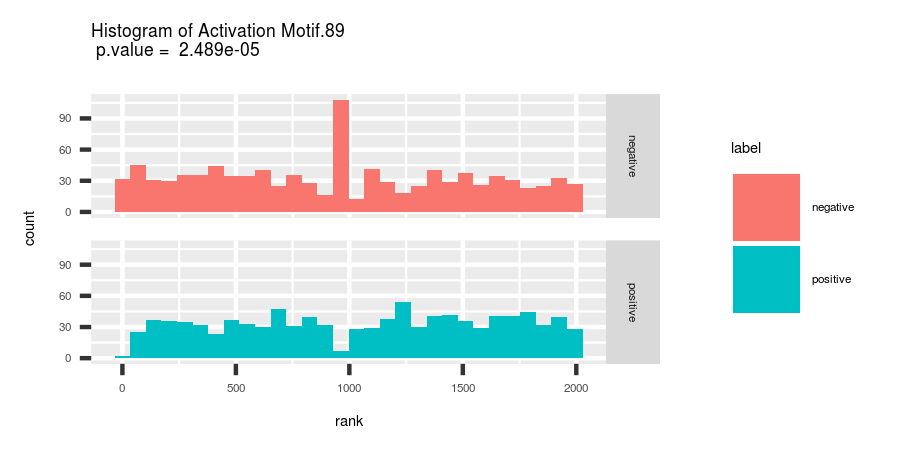 Histogram of Activation Motif.89
p.value = 2.489e-05
count
90
60
30
0
negative
90
60
30
0
positive
0
500
1000
1500
2000
rank
label
negative
positive